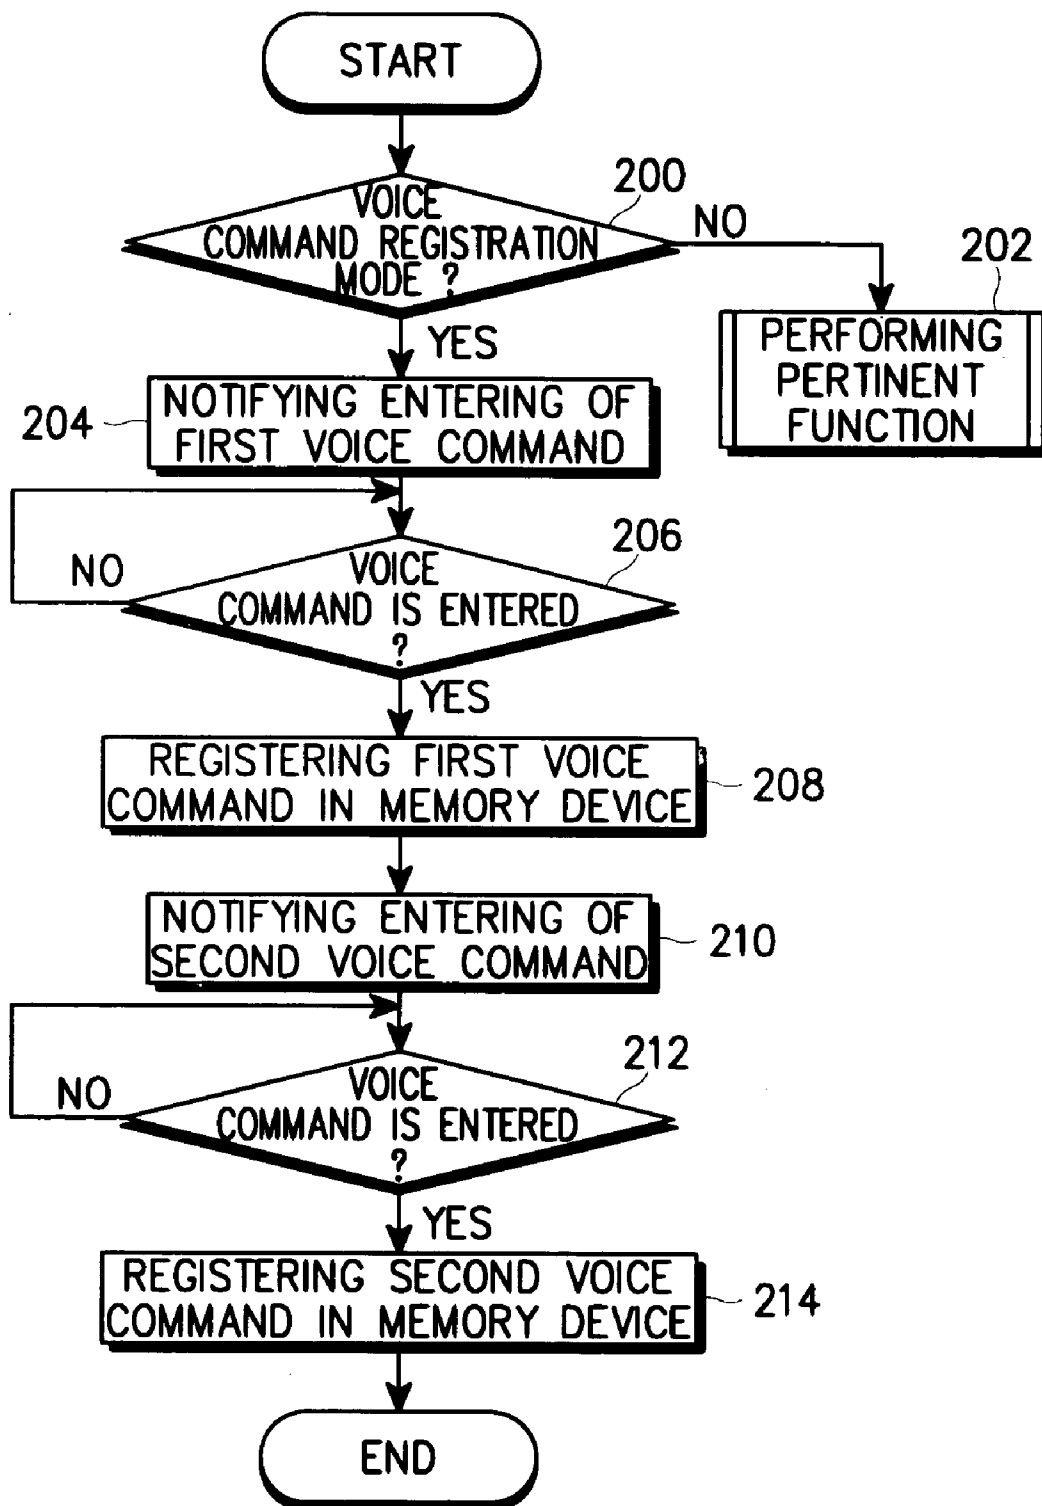 START
200
VOICE
COMMAND REGISTRATION
MODE ?
NO
202
PERFORMING
PERTINENT
FUNCTION
YES
204
NOTIFYING ENTERING OF
FIRST VOICE COMMAND
206
NO
VOICE
COMMAND IS ENTERED
?
YES
REGISTERING FIRST VOICE
COMMAND IN MEMORY DEVICE
208
NOTIFYING ENTERING OF
SECOND VOICE COMMAND
210
212
NO
VOICE
COMMAND IS ENTERED
?
YES
REGISTERING SECOND VOICE
COMMAND IN MEMORY DEVICE
214
END